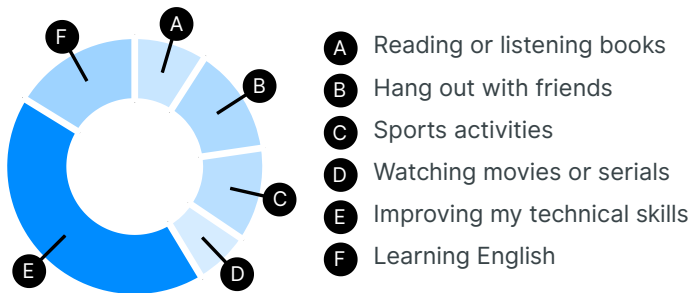 A
F
B
C
D
E
A Reading or listening books
B Hang out with friends
C Sports activities
D Watching movies or serials
E Improving my technical skills
F Learning English